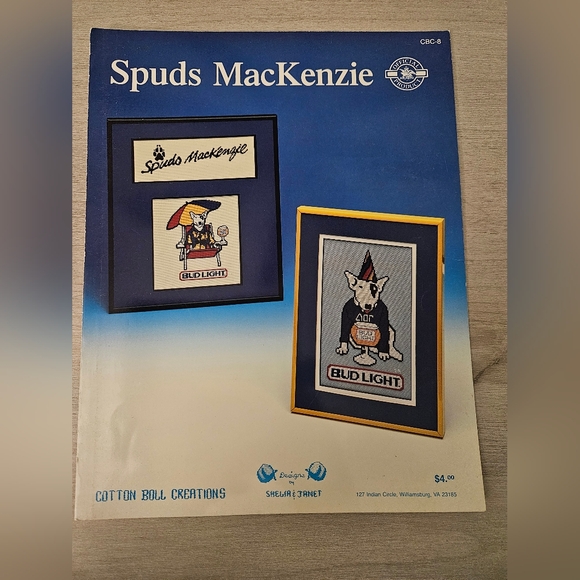 CBC-8
Spuds MacKenzie
OFFICIAL PRODUCT
Spuds MacKenzie
BUD LIGHT
BUD LIGHT
Designs
by
SHELIA & JANET
COTTON BOLL CREATIONS
$4.00
127 Indian Circle, Williamsburg, VA 23185